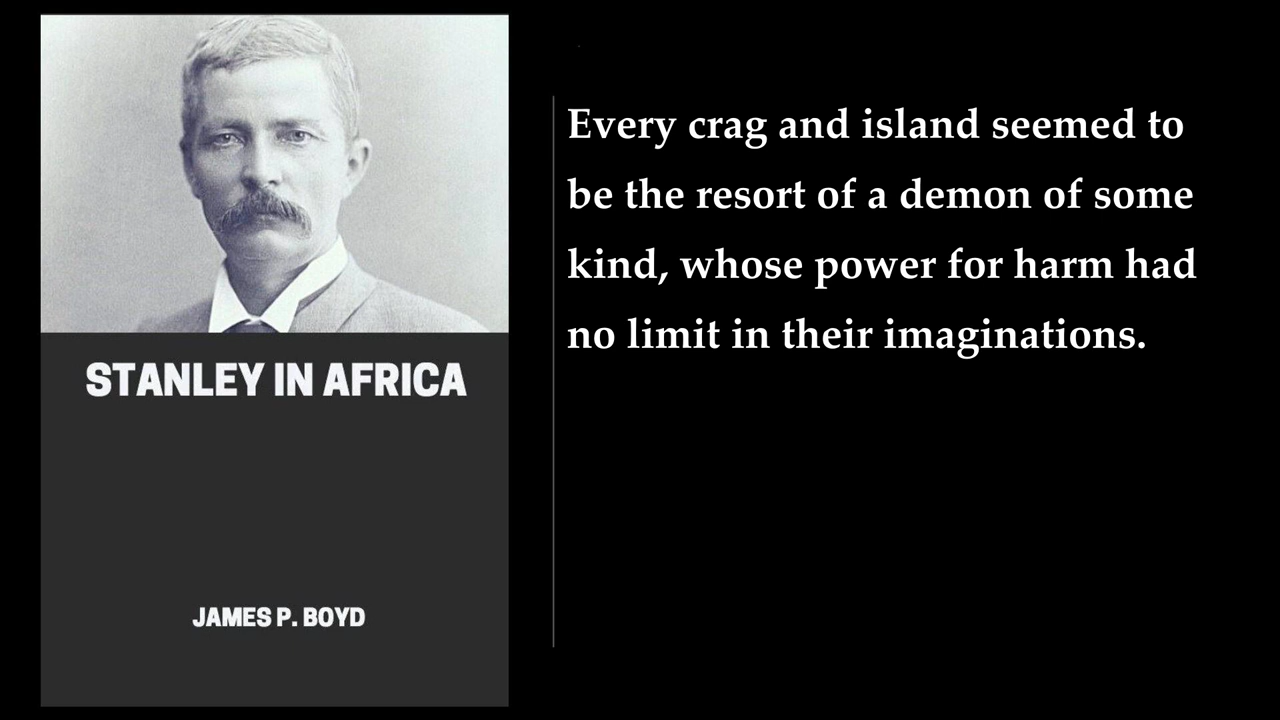 STANLEY IN AFRICA
JAMES P. BOYD
Every crag and island seemed to
be the resort of a demon of some
kind, whose power for harm had
no limit in their imaginations.